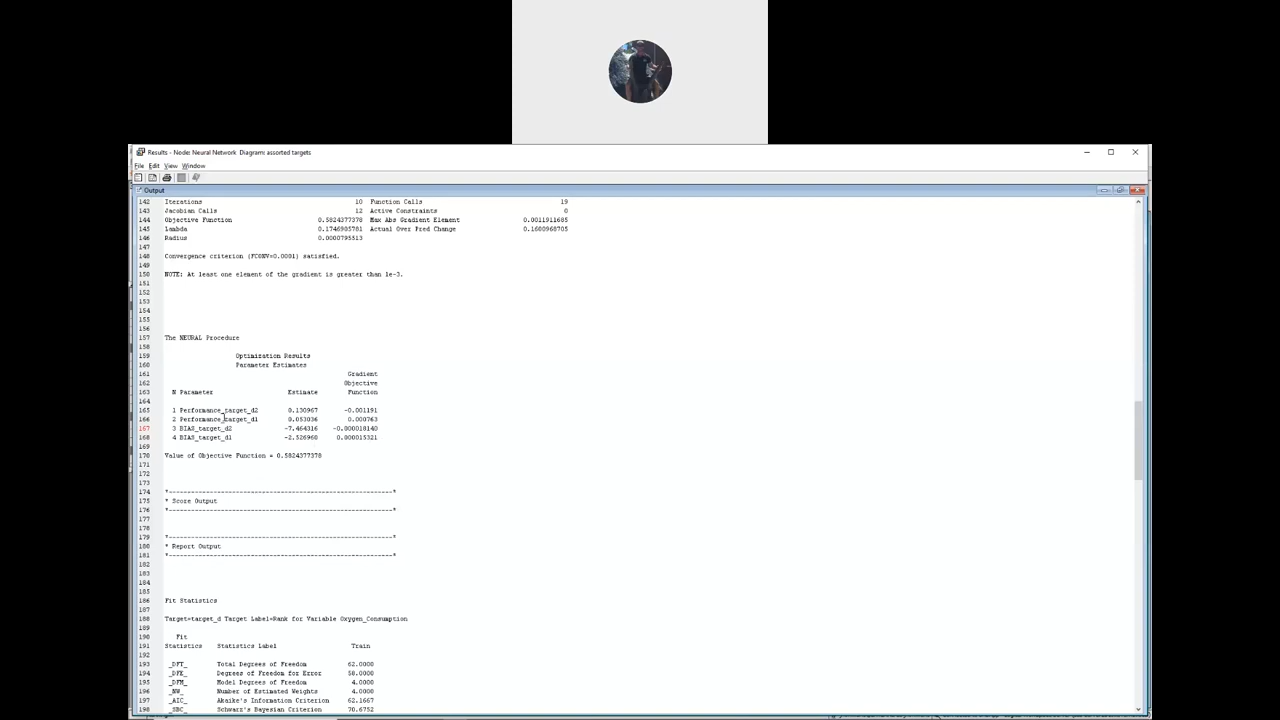 Results - Node: Neural Network Diagram: assorted targets
File Edit View Window
Output
142 Iterations 10 Function Calls 19
143 Jacobian Calls 12 Active Constraints 0
144 Objective Function 0.5824377378 Max Abs Gradient Element 0.0011911685
145 Lambda 0.1746905781 Actual Over Pred Change 0.1600968705
146 Radius 0.0000795513
147
148 Convergence criterion (FCONV=0.0001) satisfied.
149
150 NOTE: At least one element of the gradient is greater than 1e-3.
151
152
153
154
155
156
157 The NEURAL Procedure
158
159 Optimization Results
160 Parameter Estimates
161 Gradient
162 Objective
163 N Parameter Estimate Function
164
165 1 Performance_target_d2 0.130967 -0.001191
166 2 Performance_target_d1 0.053036 0.000763
167 3 BIAS_target_d2 -7.464316 -0.000018140
168 4 BIAS_target_d1 -2.526968 0.000015321
169
170 Value of Objective Function = 0.5824377378
171
172
173
174 *------------------------------------------------------------*
175 * Score Output
176 *------------------------------------------------------------*
177
178
179 *------------------------------------------------------------*
180 * Report Output
181 *------------------------------------------------------------*
182
183
184
185
186 Fit Statistics
187
188 Target=target_d Target Label=Rank for Variable Oxygen_Consumption
189
190 Fit
191 Statistics Statistics Label Train
192
193 _DFT_ Total Degrees of Freedom 62.0000
194 _DFE_ Degrees of Freedom for Error 58.0000
195 _DFM_ Model Degrees of Freedom 4.0000
196 _NW_ Number of Estimated Weights 4.0000
197 _AIC_ Akaike's Information Criterion 62.1667
198 _SBC_ Schwarz's Bayesian Criterion 70.6752